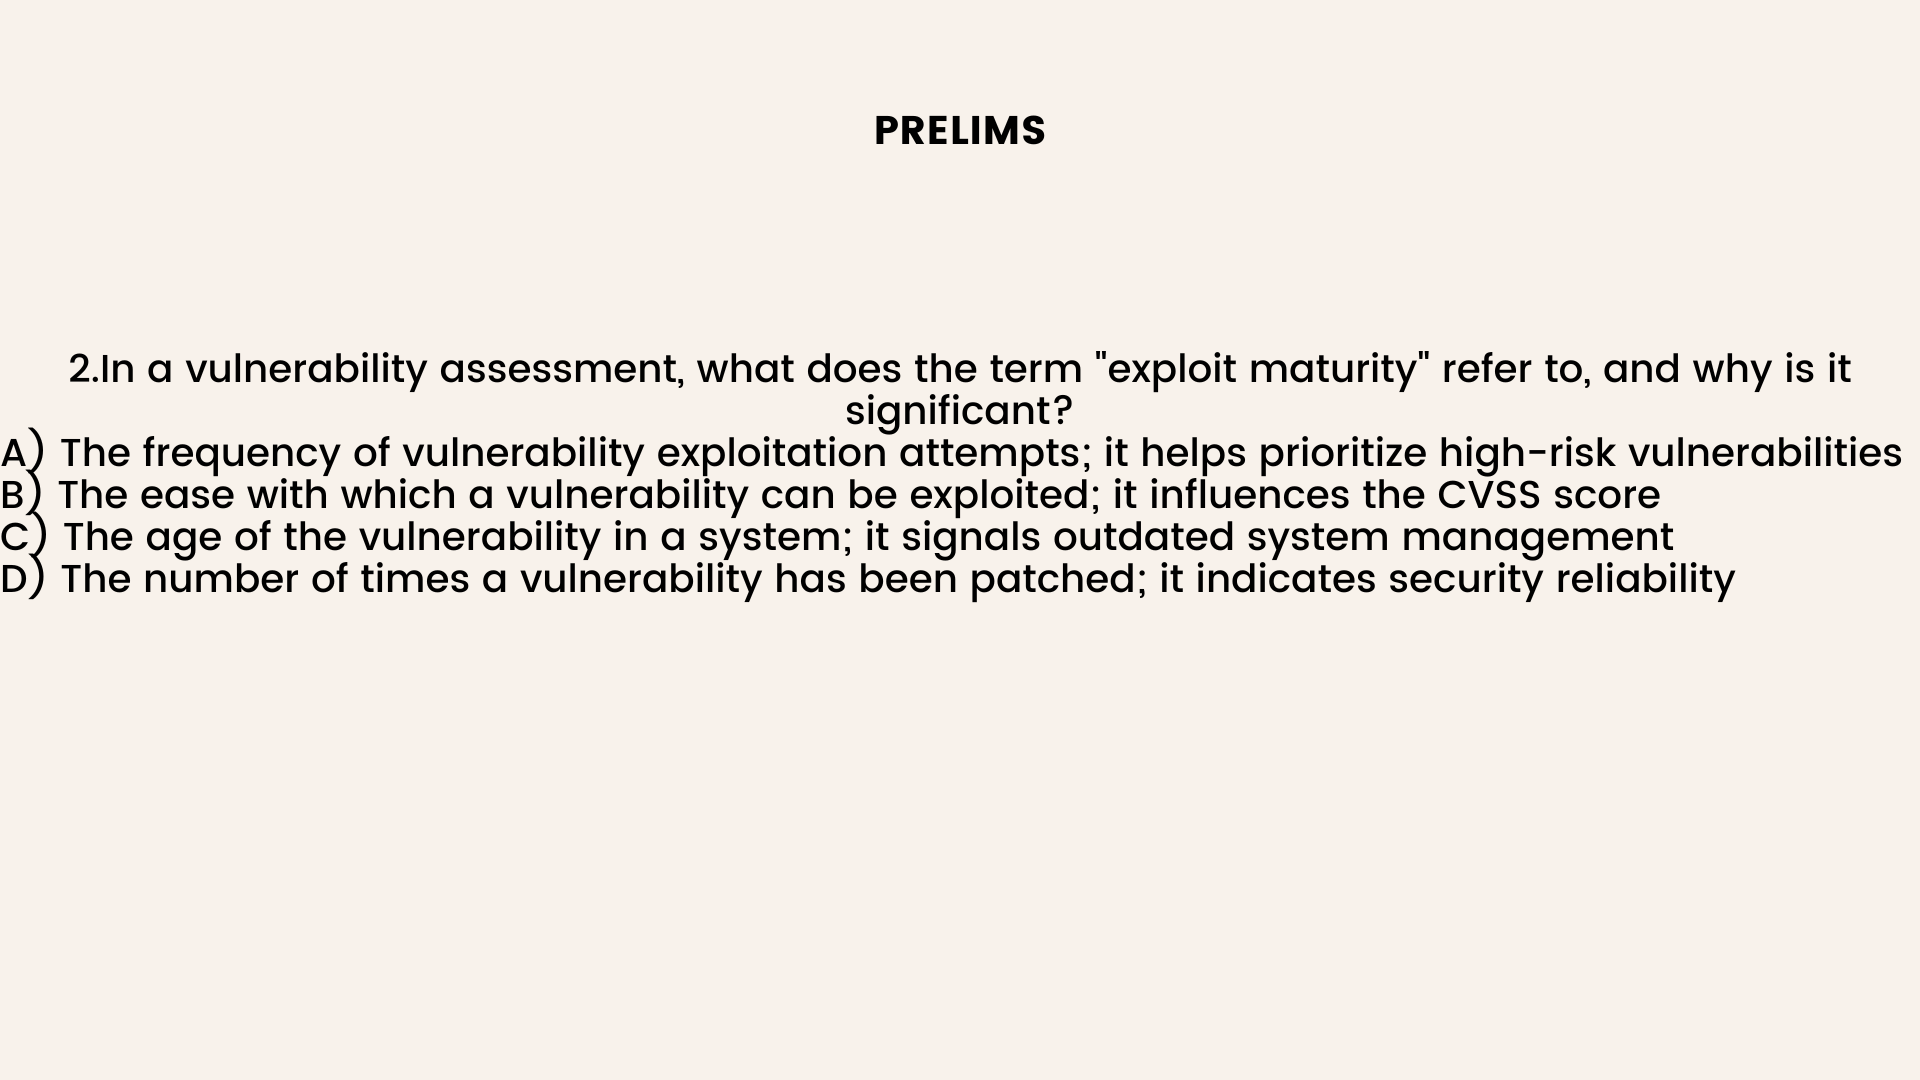 PRELIMS
2.In a vulnerability assessment, what does the term "exploit maturity" refer to, and why is it
significant?
A) The frequency of vulnerability exploitation attempts; it helps prioritize high-risk vulnerabilities
B) The ease with which a vulnerability can be exploited; it influences the CVSS score
C) The age of the vulnerability in a system; it signals outdated system management
D) The number of times a vulnerability has been patched; it indicates security reliability